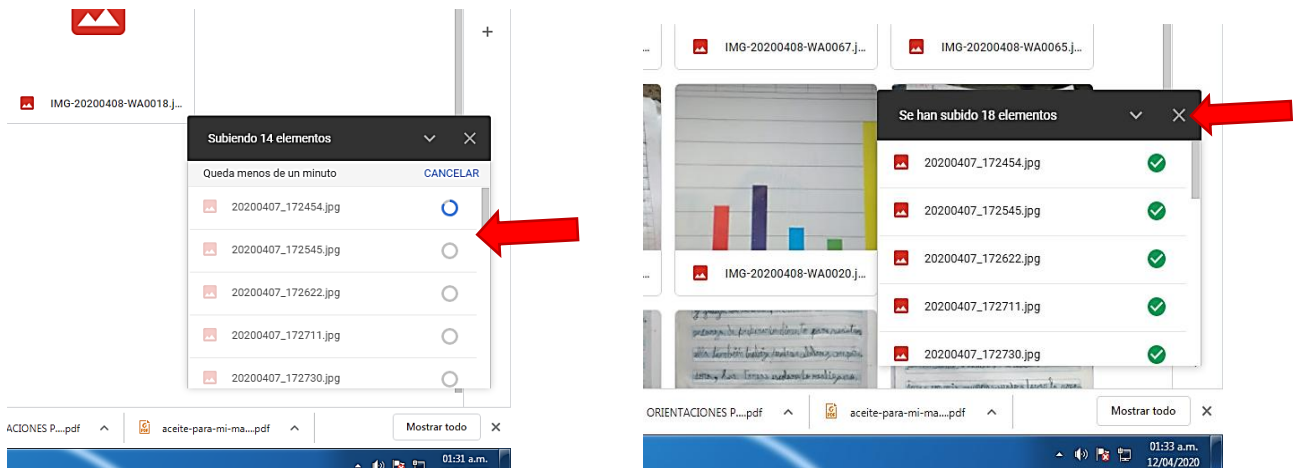 IMG-20200408-WA0018.j...
Subiendo 14 elementos
Queda menos de un minuto CANCELAR
20200407_172454.jpg
20200407_172545.jpg
20200407_172622.jpg
20200407_172711.jpg
20200407_172730.jpg
ACIONES P....pdf aceite-para-mi-ma....pdf Mostrar todo
01:31 a.m.
... IMG-20200408-WA0067.j... IMG-20200408-WA0065.j...
Se han subido 18 elementos
20200407_172454.jpg
20200407_172545.jpg
20200407_172622.jpg
20200407_172711.jpg
20200407_172730.jpg
... IMG-20200408-WA0020.j...
ORIENTACIONES P....pdf aceite-para-mi-ma....pdf Mostrar todo
01:33 a.m.
12/04/2020